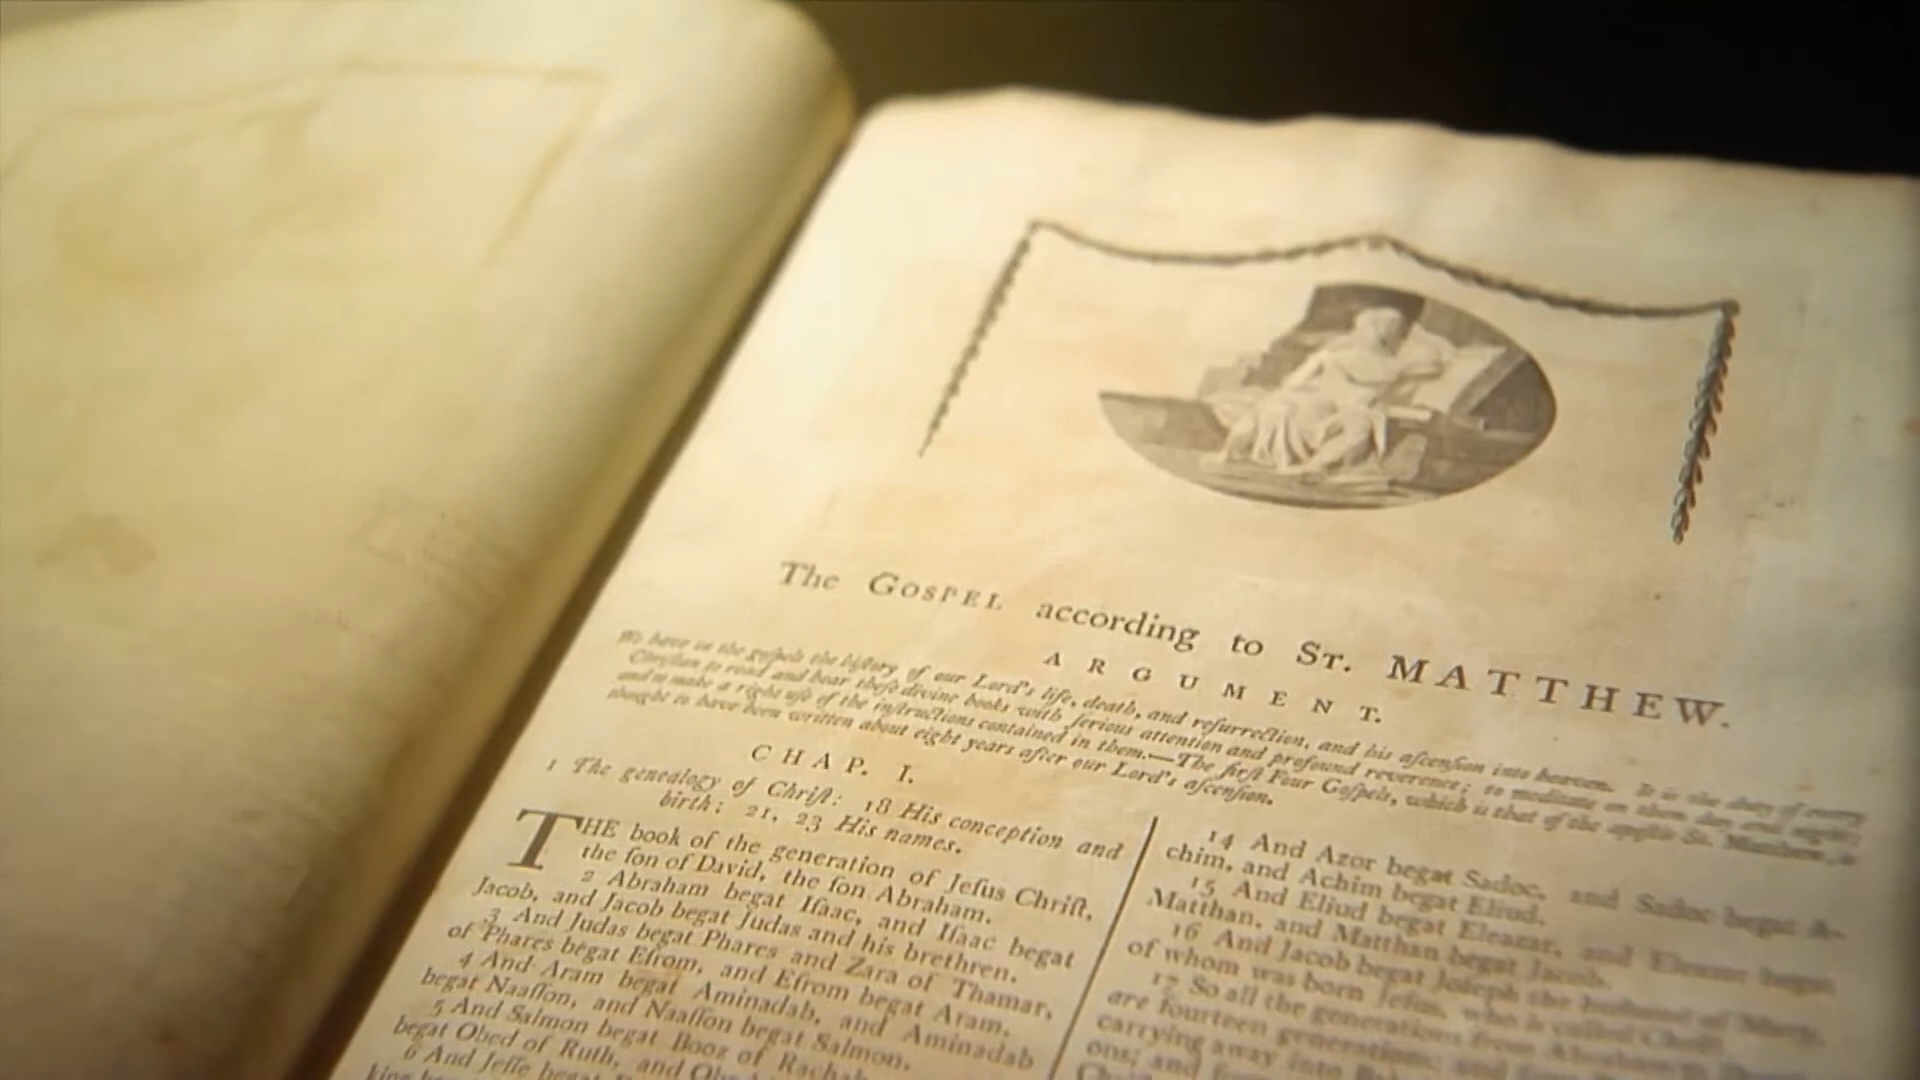 The GOSPEL according to ST. MATTHEW.
ARGUMENT.
We have in the goſpels the hiſtory of our Lord's life, death, and reſurrection, and his aſcenſion into heaven. It is the duty of every
Chriſtian to read and hear theſe divine books with ſerious attention and profound reverence; to meditate on them day and
and to make a right uſe of the inſtructions contained in them.—The firſt Four Goſpels, which is that of the apoſtle St. Matthew, is
thought to have been written about eight years after our Lord's aſcenſion.
CHAP. I.
1 The genealogy of Chriſt: 18 His conception and
birth: 21, 23 His names.
THE book of the generation of Jeſus Chriſt,
the ſon of David, the ſon Abraham.
2 Abraham begat Iſaac, and Iſaac begat
Jacob, and Jacob begat Judas and his brethren.
3 And Judas begat Phares and Zara of Thamar,
of Phares begat Eſrom, and Eſrom begat Aram.
4 And Aram begat Aminadab, and Aminadab
begat Naaſſon, and Naaſſon begat Salmon.
5 And Salmon begat Booz of Rachab,
begat Obed of Ruth, and
6 And Jeſſe begat
14 And Azor begat Sadoc, and Sadoc begat A-
chim, and Achim begat Eliud.
15 And Eliud begat Eleazar, and Eleazar begat
Matthan, and Matthan begat Jacob.
16 And Jacob begat Joſeph the huſband of Mary,
of whom was born Jeſus, who is called Chriſt.
17 So all the generations from Abraham to
are fourteen generations; and from
carrying away into
ons; and